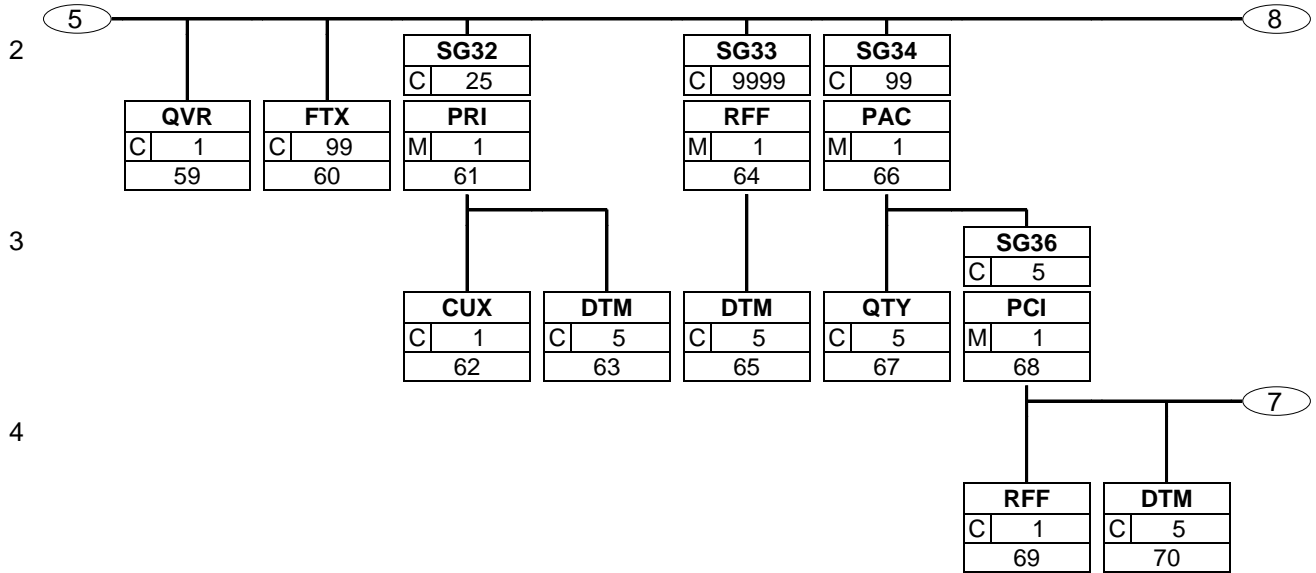 5 8
2
SG32 SG33 SG34
C 25 C 9999 C 99
QVR FTX PRI RFF PAC
C 1 C 99 M 1 M 1 M 1
59 60 61 64 66
3
SG36
C 5
CUX DTM DTM QTY PCI
C 1 C 5 C 5 C 5 M 1
62 63 65 67 68
7
4
RFF DTM
C 1 C 5
69 70